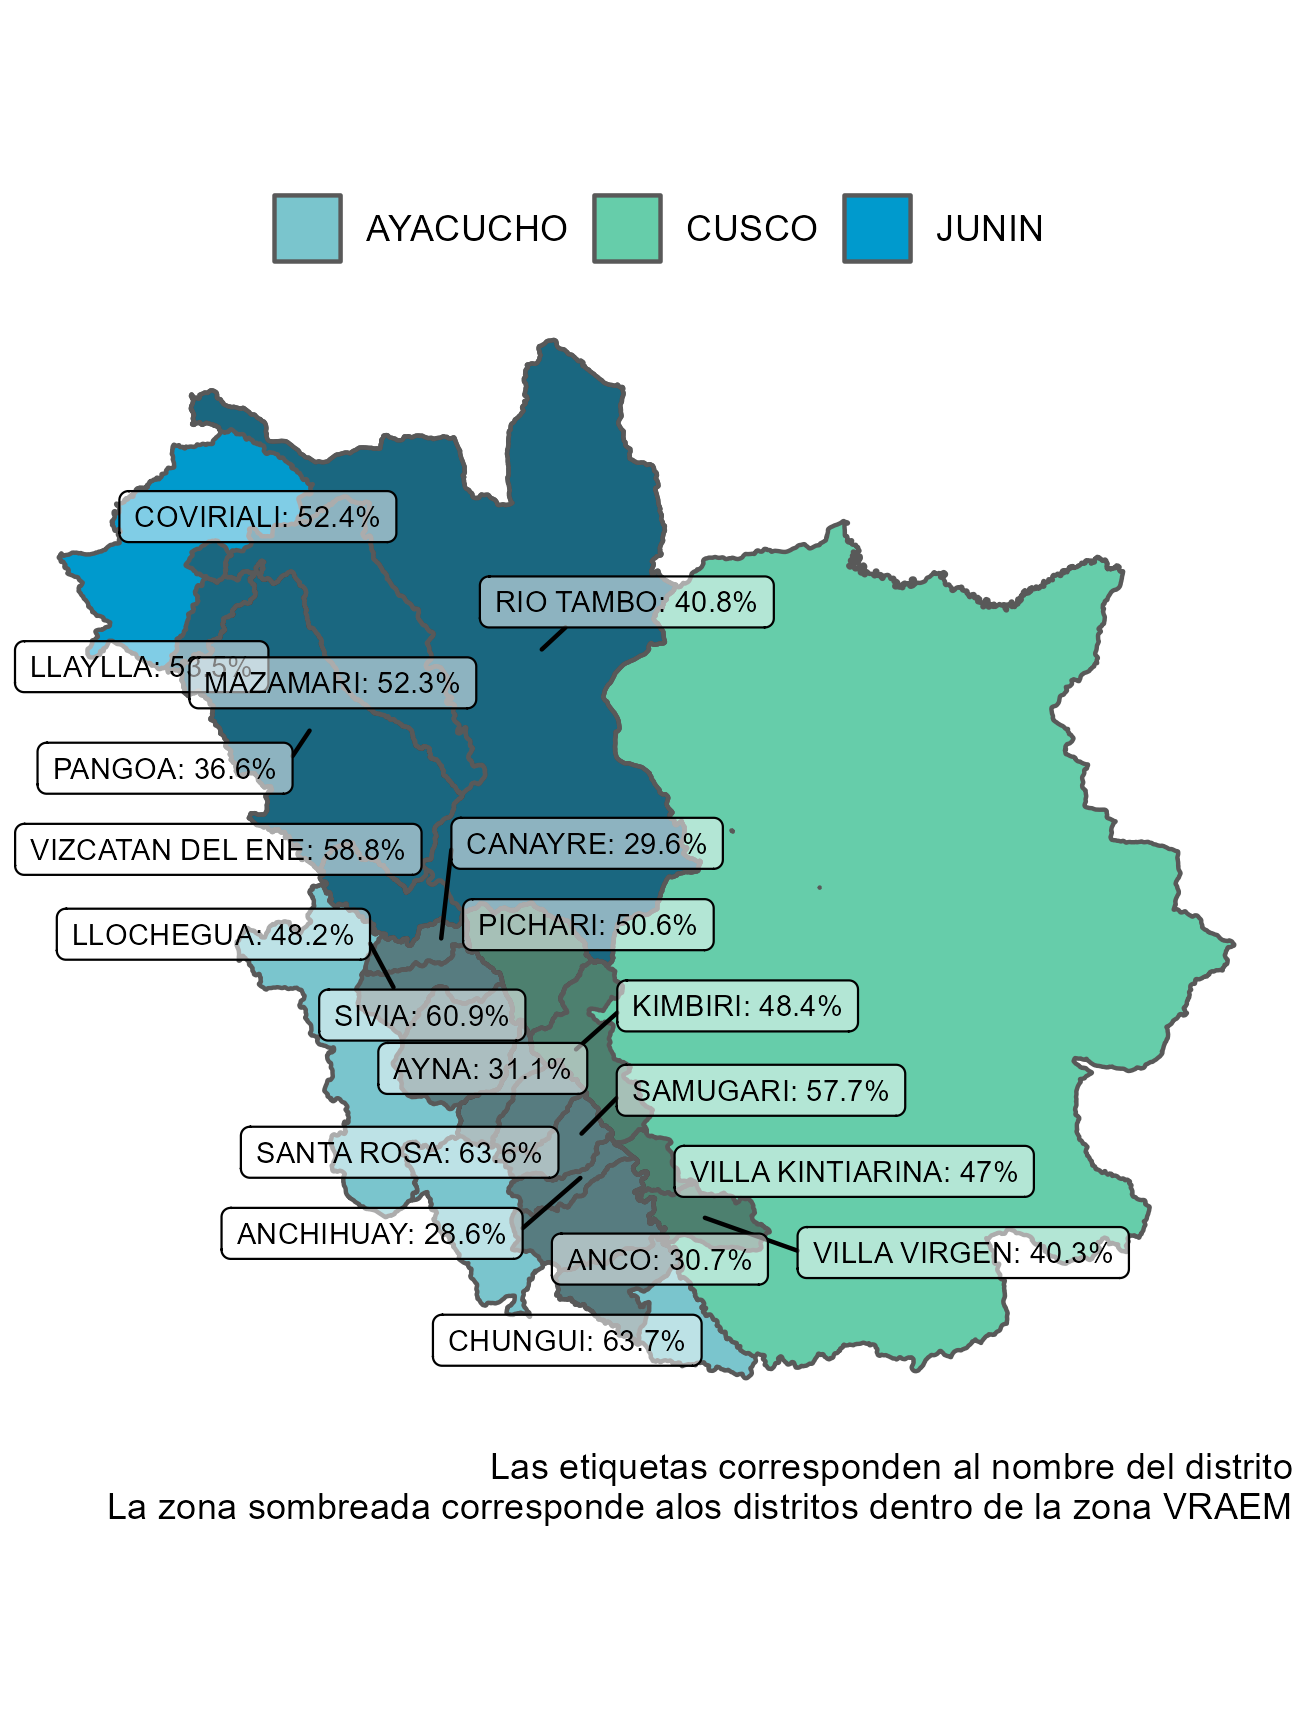 AYACUCHO CUSCO JUNIN
COVIRIALI: 52.4%
RIO TAMBO: 40.8%
LLAYLLA: 53.5%
MAZAMARI: 52.3%
PANGOA: 36.6%
VIZCATAN DEL ENE: 58.8%
CANAYRE: 29.6%
LLOCHEGUA: 48.2%
PICHARI: 50.6%
SIVIA: 60.9%
KIMBIRI: 48.4%
AYNA: 31.1%
SAMUGARI: 57.7%
SANTA ROSA: 63.6%
VILLA KINTIARINA: 47%
ANCHIHUAY: 28.6%
ANCO: 30.7%
VILLA VIRGEN: 40.3%
CHUNGUI: 63.7%
Las etiquetas corresponden al nombre del distrito
La zona sombreada corresponde alos distritos dentro de la zona VRAEM